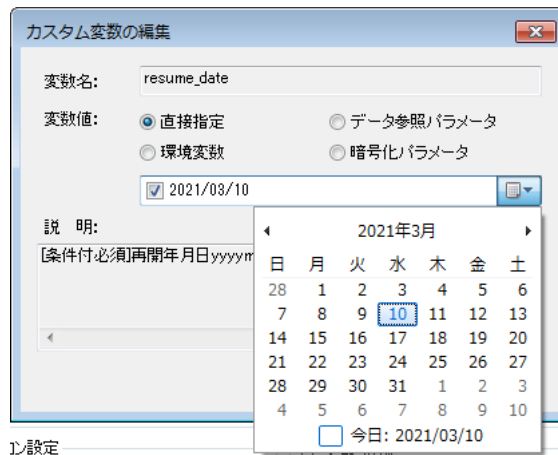 カスタム変数の編集
変数名:
resume_date
変数値:
直接指定
データ参照パラメータ
環境変数
暗号化パラメータ
2021/03/10
説 明:
[条件付必須]再開年月日yyyym
2021年3月
日 月 火 水 木 金 土
28 1 2 3 4 5 6
7 8 9 10 11 12 13
14 15 16 17 18 19 20
21 22 23 24 25 26 27
28 29 30 31 1 2 3
4 5 6 7 8 9 10
今日: 2021/03/10
ン設定